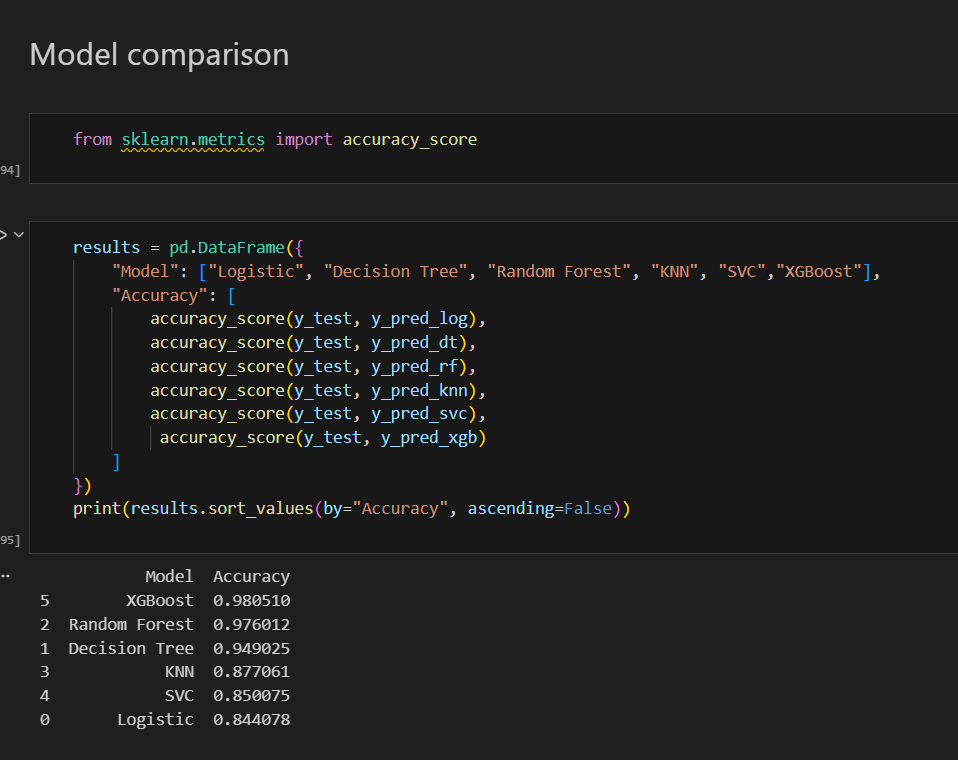 Model comparison
from sklearn.metrics import accuracy_score
94]
results = pd.DataFrame({
"Model": ["Logistic", "Decision Tree", "Random Forest", "KNN", "SVC","XGBoost"],
"Accuracy": [
accuracy_score(y_test, y_pred_log),
accuracy_score(y_test, y_pred_dt),
accuracy_score(y_test, y_pred_rf),
accuracy_score(y_test, y_pred_knn),
accuracy_score(y_test, y_pred_svc),
accuracy_score(y_test, y_pred_xgb)
]
})
print(results.sort_values(by="Accuracy", ascending=False))
95]
Model Accuracy
5 XGBoost 0.980510
2 Random Forest 0.976012
1 Decision Tree 0.949025
3 KNN 0.877061
4 SVC 0.850075
0 Logistic 0.844078